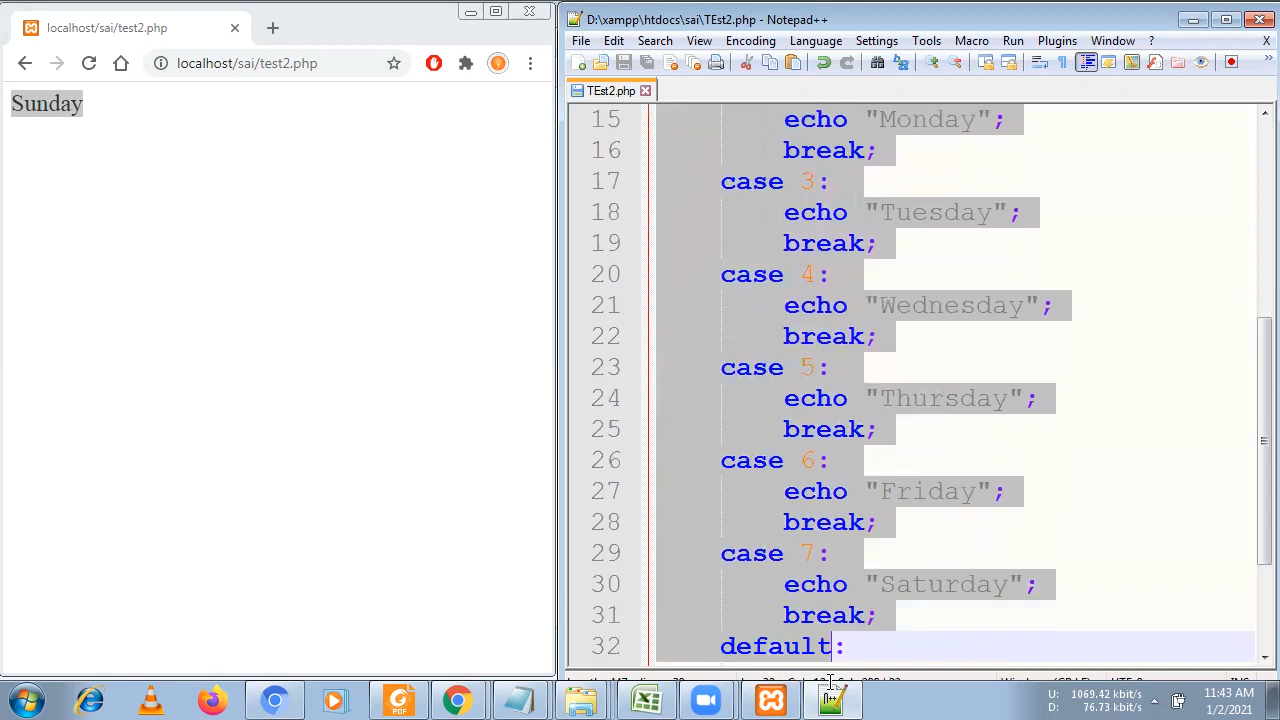 localhost/sai/test2.php
localhost/sai/test2.php
Sunday
D:\xampp\htdocs\sai\TEst2.php - Notepad++
File Edit Search View Encoding Language Settings Tools Macro Run Plugins Window ? X
TEst2.php
15 echo "Monday";
16 break;
17 case 3:
18 echo "Tuesday";
19 break;
20 case 4:
21 echo "Wednesday";
22 break;
23 case 5:
24 echo "Thursday";
25 break;
26 case 6:
27 echo "Friday";
28 break;
29 case 7:
30 echo "Saturday";
31 break;
32 default:
PDF
U: 1069.42 kbit/s
D: 76.73 kbit/s
11:43 AM
1/2/2021